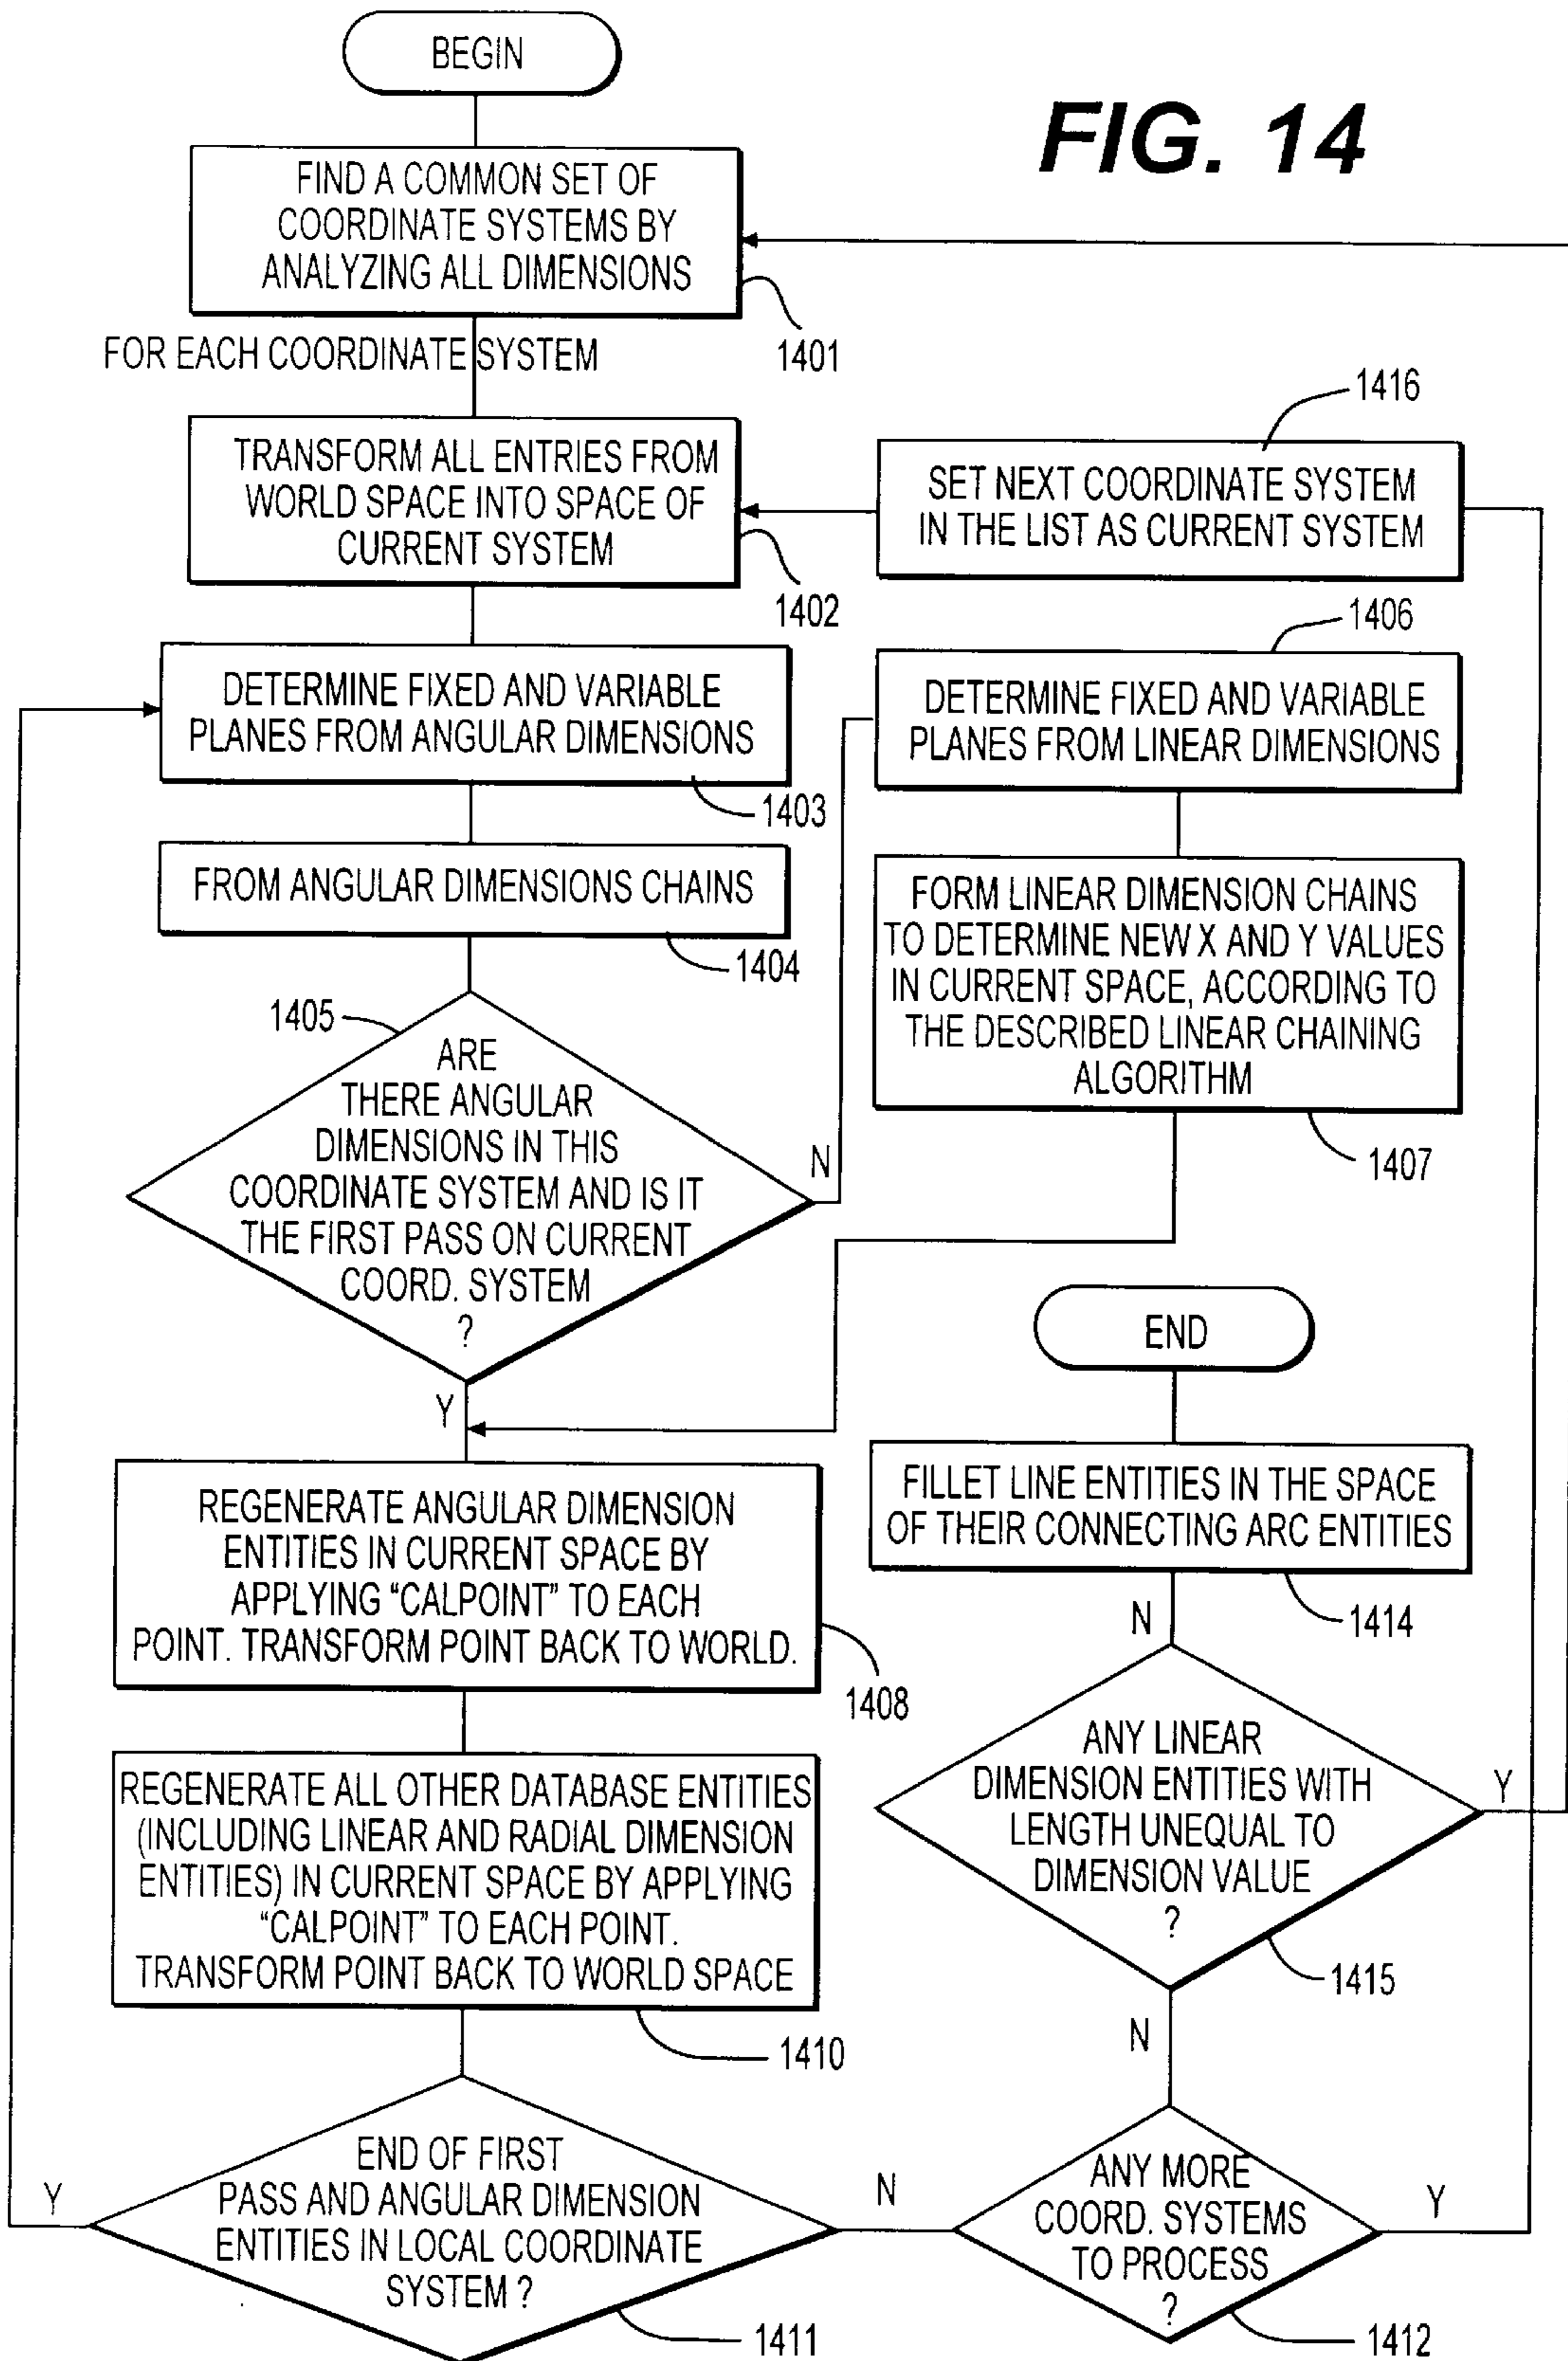 BEGIN
FIG. 14
FIND A COMMON SET OF
COORDINATE SYSTEMS BY
ANALYZING ALL DIMENSIONS
1401
FOR EACH COORDINATE SYSTEM
TRANSFORM ALL ENTRIES FROM
WORLD SPACE INTO SPACE OF
CURRENT SYSTEM
1402
1416
SET NEXT COORDINATE SYSTEM
IN THE LIST AS CURRENT SYSTEM
DETERMINE FIXED AND VARIABLE
PLANES FROM ANGULAR DIMENSIONS
1403
1406
DETERMINE FIXED AND VARIABLE
PLANES FROM LINEAR DIMENSIONS
FROM ANGULAR DIMENSIONS CHAINS
1404
FORM LINEAR DIMENSION CHAINS
TO DETERMINE NEW X AND Y VALUES
IN CURRENT SPACE, ACCORDING TO
THE DESCRIBED LINEAR CHAINING
ALGORITHM
1407
1405
ARE
THERE ANGULAR
DIMENSIONS IN THIS
COORDINATE SYSTEM AND IS IT
THE FIRST PASS ON CURRENT
COORD. SYSTEM
?
N
Y
END
REGENERATE ANGULAR DIMENSION
ENTITIES IN CURRENT SPACE BY
APPLYING “CALPOINT” TO EACH
POINT. TRANSFORM POINT BACK TO WORLD.
1408
FILLET LINE ENTITIES IN THE SPACE
OF THEIR CONNECTING ARC ENTITIES
1414
N
REGENERATE ALL OTHER DATABASE ENTITIES
(INCLUDING LINEAR AND RADIAL DIMENSION
ENTITIES) IN CURRENT SPACE BY APPLYING
“CALPOINT” TO EACH POINT.
TRANSFORM POINT BACK TO WORLD SPACE
1410
ANY LINEAR
DIMENSION ENTITIES WITH
LENGTH UNEQUAL TO
DIMENSION VALUE
?
Y
1415
N
END OF FIRST
PASS AND ANGULAR DIMENSION
ENTITIES IN LOCAL COORDINATE
SYSTEM ?
Y
N
1411
ANY MORE
COORD. SYSTEMS
TO PROCESS
?
Y
1412